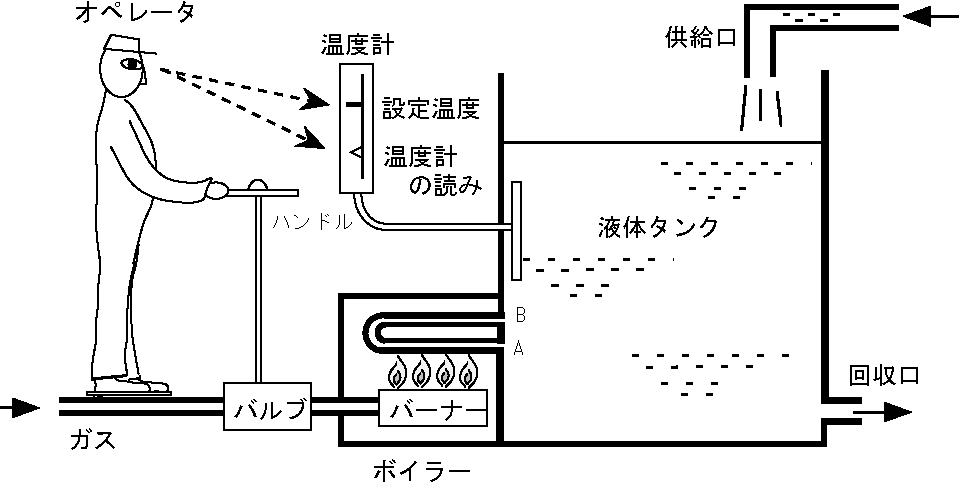 オペレータ
温度計
供給口
設定温度
温度計
の読み
ハンドル
液体タンク
B
A
回収口
バルブ
バーナー
ガス
ボイラー